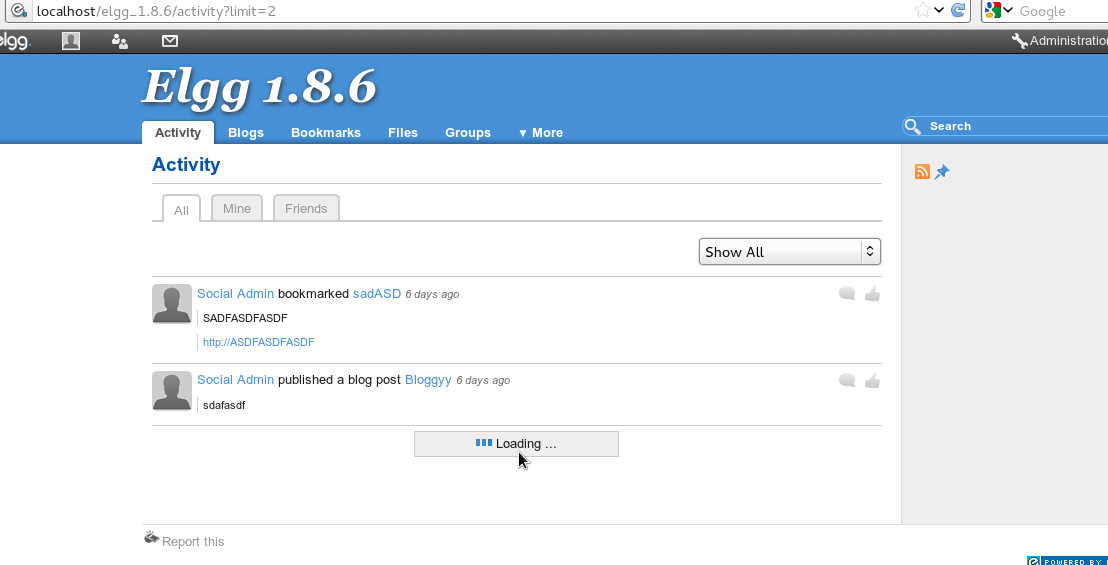 localhost/elgg_1.8.6/activity?limit=2
Google
elgg.
Administratio
Elgg 1.8.6
Activity Blogs Bookmarks Files Groups ▼ More
Search
Activity
All Mine Friends
Show All
Social Admin bookmarked sadASD 6 days ago
SADFASDFASDF
http://ASDFASDFASDF
Social Admin published a blog post Bloggyy 6 days ago
sdafasdf
Loading ...
Report this
POWERED BY